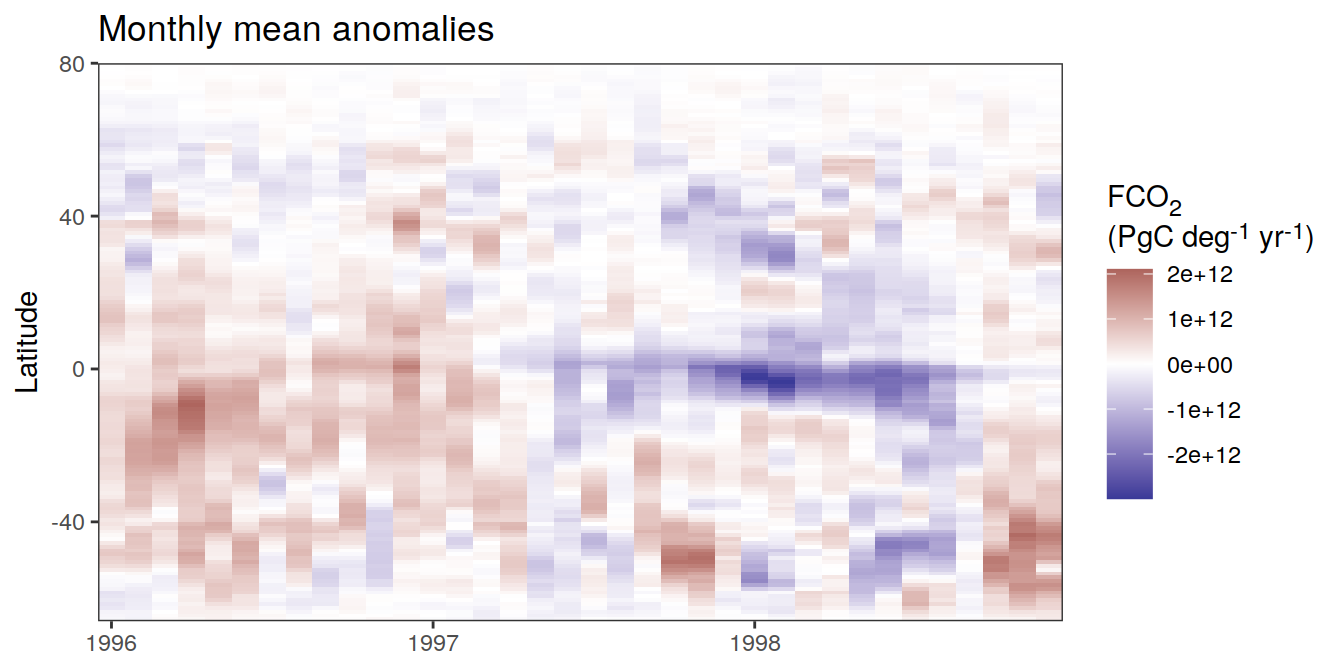 Monthly mean anomalies
80
40
0
-40
Latitude
1996
1997
1998
FCO₂
(PgC deg⁻¹ yr⁻¹)
2e+12
1e+12
0e+00
-1e+12
-2e+12